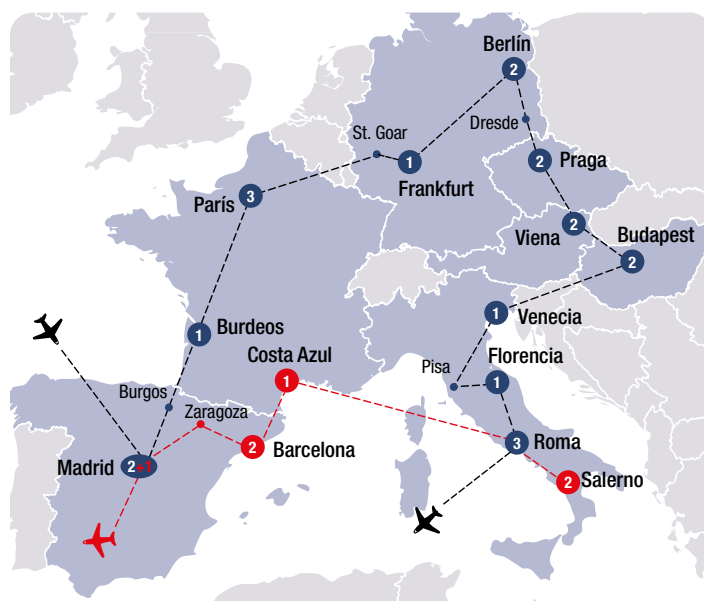 Berlín
2
Dresde
St. Goar
1
Frankfurt
2
Praga
París
3
Viena
2
Budapest
2
1
Venecia
1
Burdeos
Costa Azul
1
Florencia
Pisa
1
Burgos
Zaragoza
2
Barcelona
3
Roma
Madrid
2+1
2
Salerno